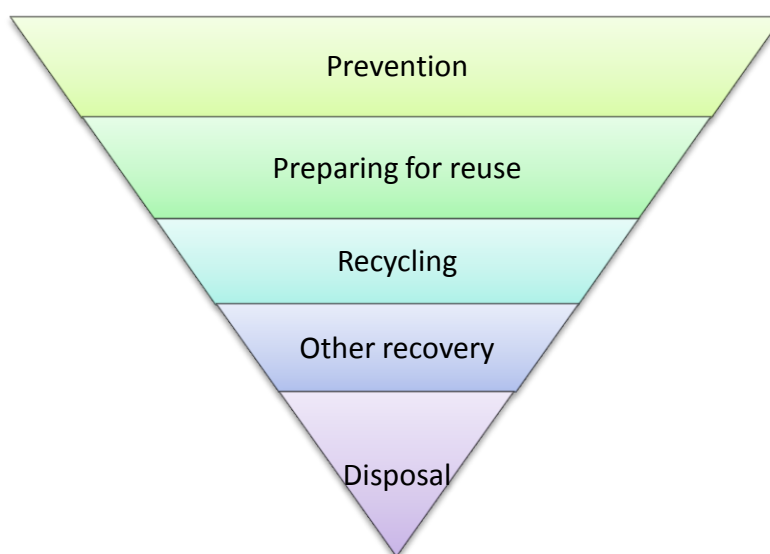 Prevention
Preparing for reuse
Recycling
Other recovery
Disposal